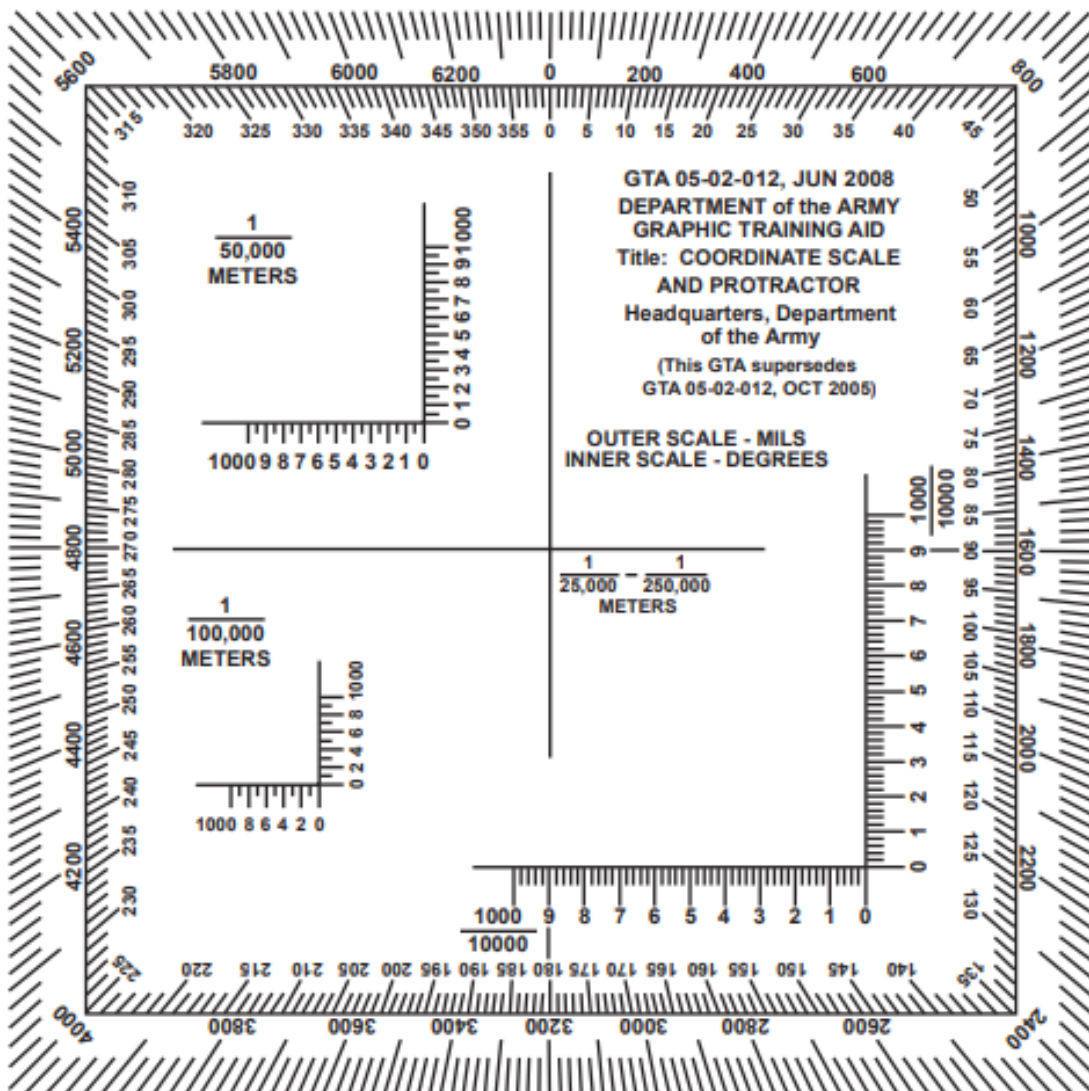 5600 5800 6000 6200 0 200 400 600 800
315 320 325 330 335 340 345 350 355 0 5 10 15 20 25 30 35 40 45
5400 5200 5000 4800 4600 4400 4200 4000
310 305 300 295 290 285 280 275 270 265 260 255 250 245 240 235 230 225
1
50,000
METERS
1000 9 8 7 6 5 4 3 2 1 0
1000 9 8 7 6 5 4 3 2 1 0
GTA 05-02-012, JUN 2008
DEPARTMENT of the ARMY
GRAPHIC TRAINING AID
Title: COORDINATE SCALE
AND PROTRACTOR
Headquarters, Department
of the Army
(This GTA supersedes
GTA 05-02-012, OCT 2005)
OUTER SCALE - MILS
INNER SCALE - DEGREES
1
100,000
METERS
1000 8 6 4 2 0
1000 8 6 4 2 0
1 – 1
25,000 250,000
METERS
1000
10000
9 8 7 6 5 4 3 2 1 0
1000 9 8 7 6 5 4 3 2 1 0
10000
50 55 60 65 70 75 80 85 90 95 100 105 110 115 120 125 130 135
1000 1200 1400 1600 1800 2000 2200 2400
220 215 210 205 200 195 190 185 180 175 170 165 160 155 150 145 140
3800 3600 3400 3200 3000 2800 2600